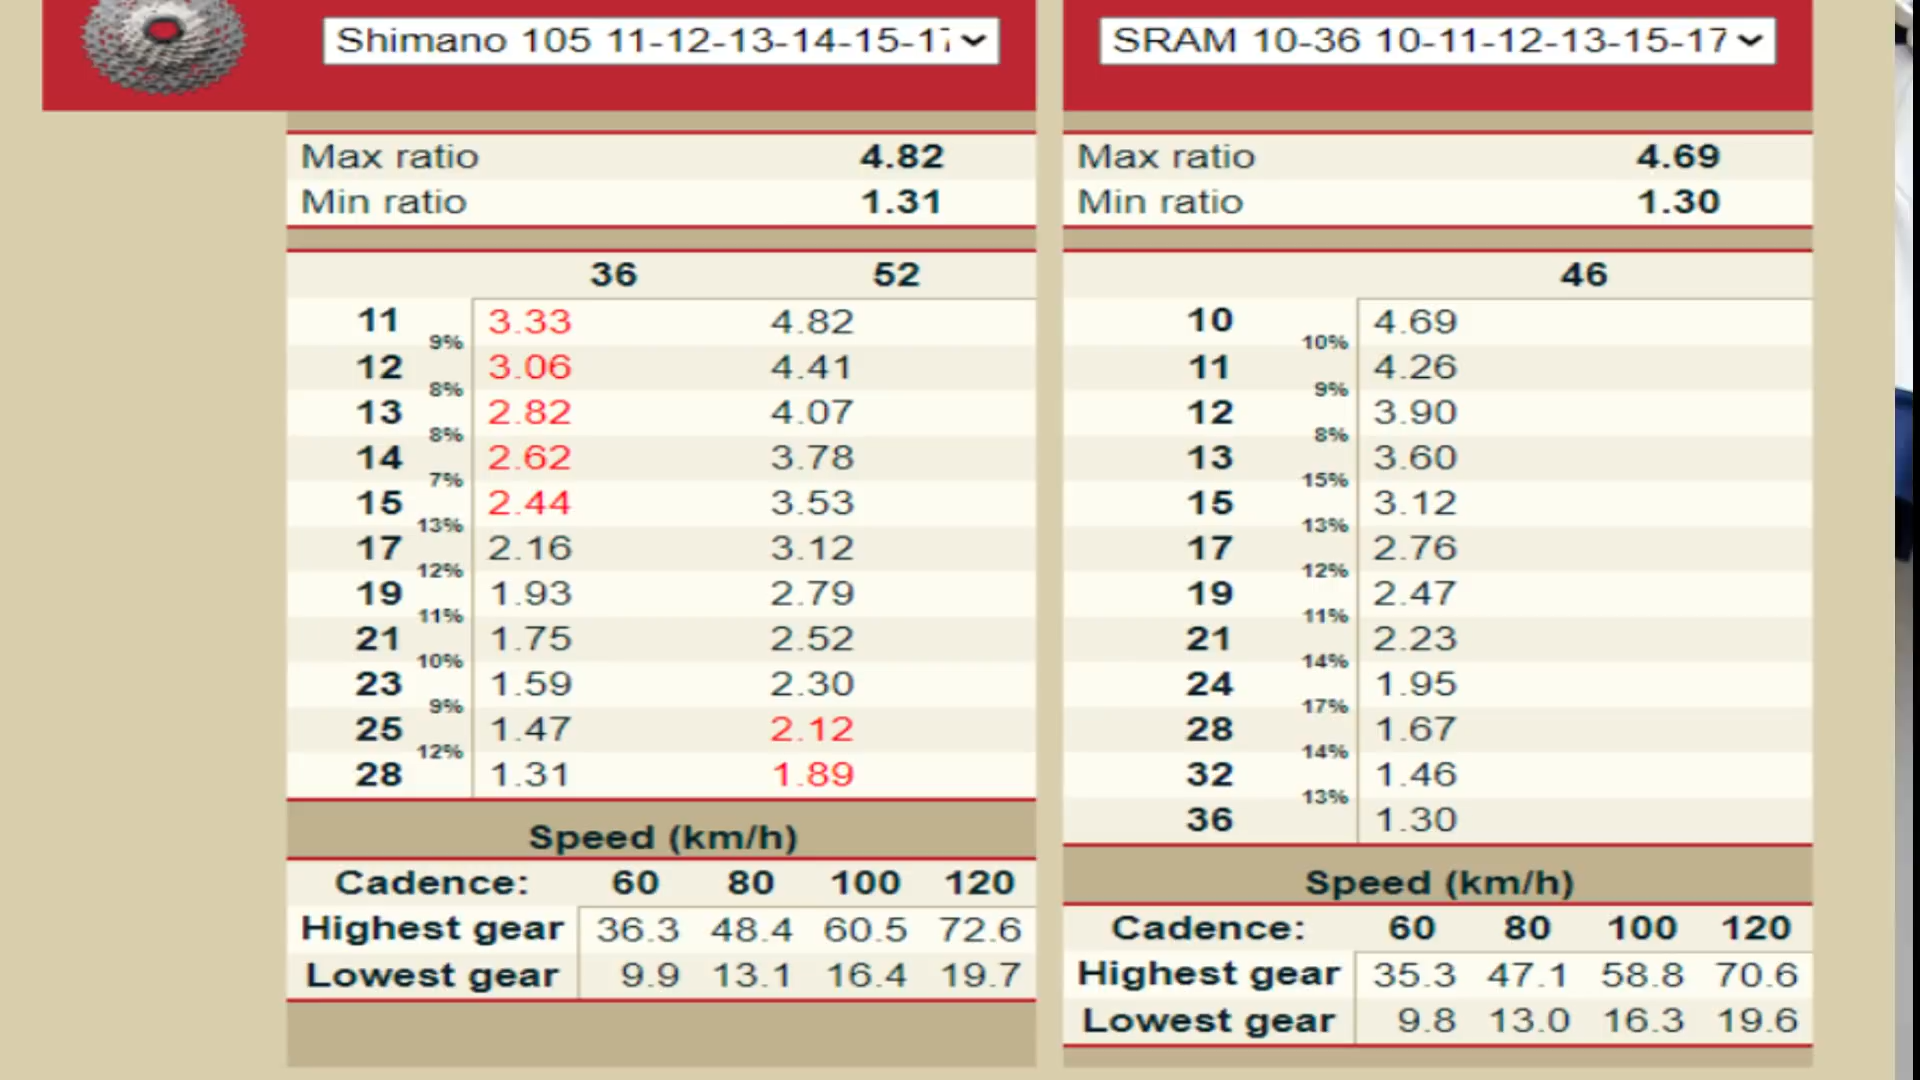 Shimano 105 11-12-13-14-15-17
Max ratio 4.82
Min ratio 1.31
36 52
11 3.33 4.82
9%
12 3.06 4.41
8%
13 2.82 4.07
8%
14 2.62 3.78
7%
15 2.44 3.53
13%
17 2.16 3.12
12%
19 1.93 2.79
11%
21 1.75 2.52
10%
23 1.59 2.30
9%
25 1.47 2.12
12%
28 1.31 1.89
Speed (km/h)
Cadence: 60 80 100 120
Highest gear 36.3 48.4 60.5 72.6
Lowest gear 9.9 13.1 16.4 19.7
SRAM 10-36 10-11-12-13-15-17
Max ratio 4.69
Min ratio 1.30
46
10 4.69
10%
11 4.26
9%
12 3.90
8%
13 3.60
15%
15 3.12
13%
17 2.76
12%
19 2.47
11%
21 2.23
14%
24 1.95
17%
28 1.67
14%
32 1.46
13%
36 1.30
Speed (km/h)
Cadence: 60 80 100 120
Highest gear 35.3 47.1 58.8 70.6
Lowest gear 9.8 13.0 16.3 19.6